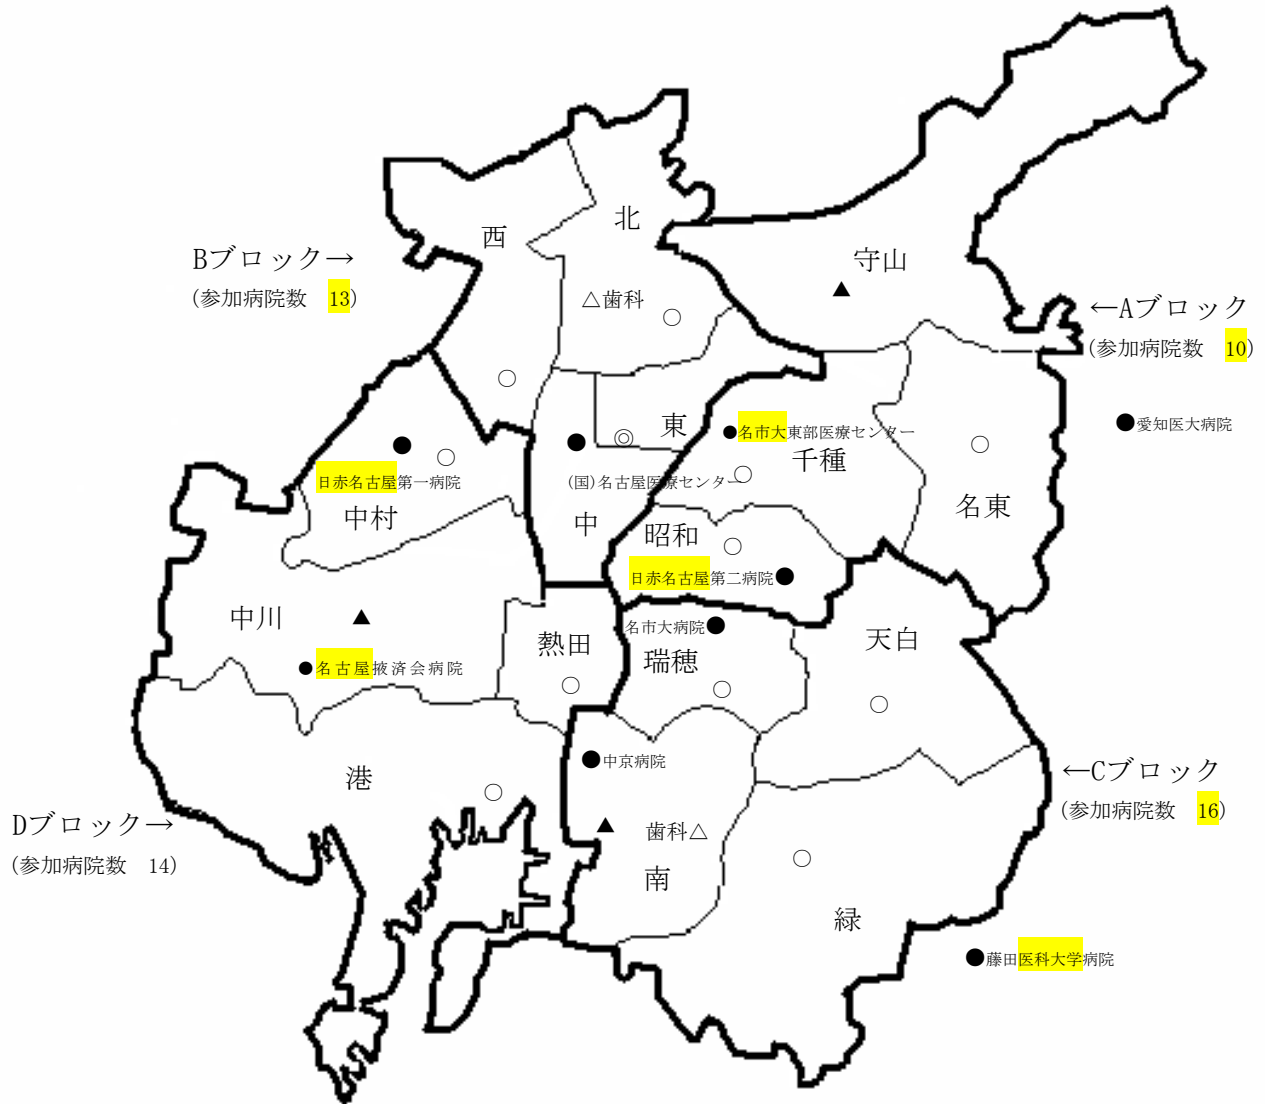 北
西
Bブロック→
(参加病院数　13)
守山
△歯科
←Aブロック
(参加病院数　10)
東
●名市大東部医療センター
千種
●愛知医大病院
日赤名古屋第一病院
中村
(国)名古屋医療センター
中
昭和
名東
日赤名古屋第二病院●
中川
熱田
名市大病院●
瑞穂
天白
●名古屋掖済会病院
●中京病院
港
←Cブロック
(参加病院数　16)
Dブロック→
(参加病院数　14)
歯科△
南
緑
●藤田医科大学病院